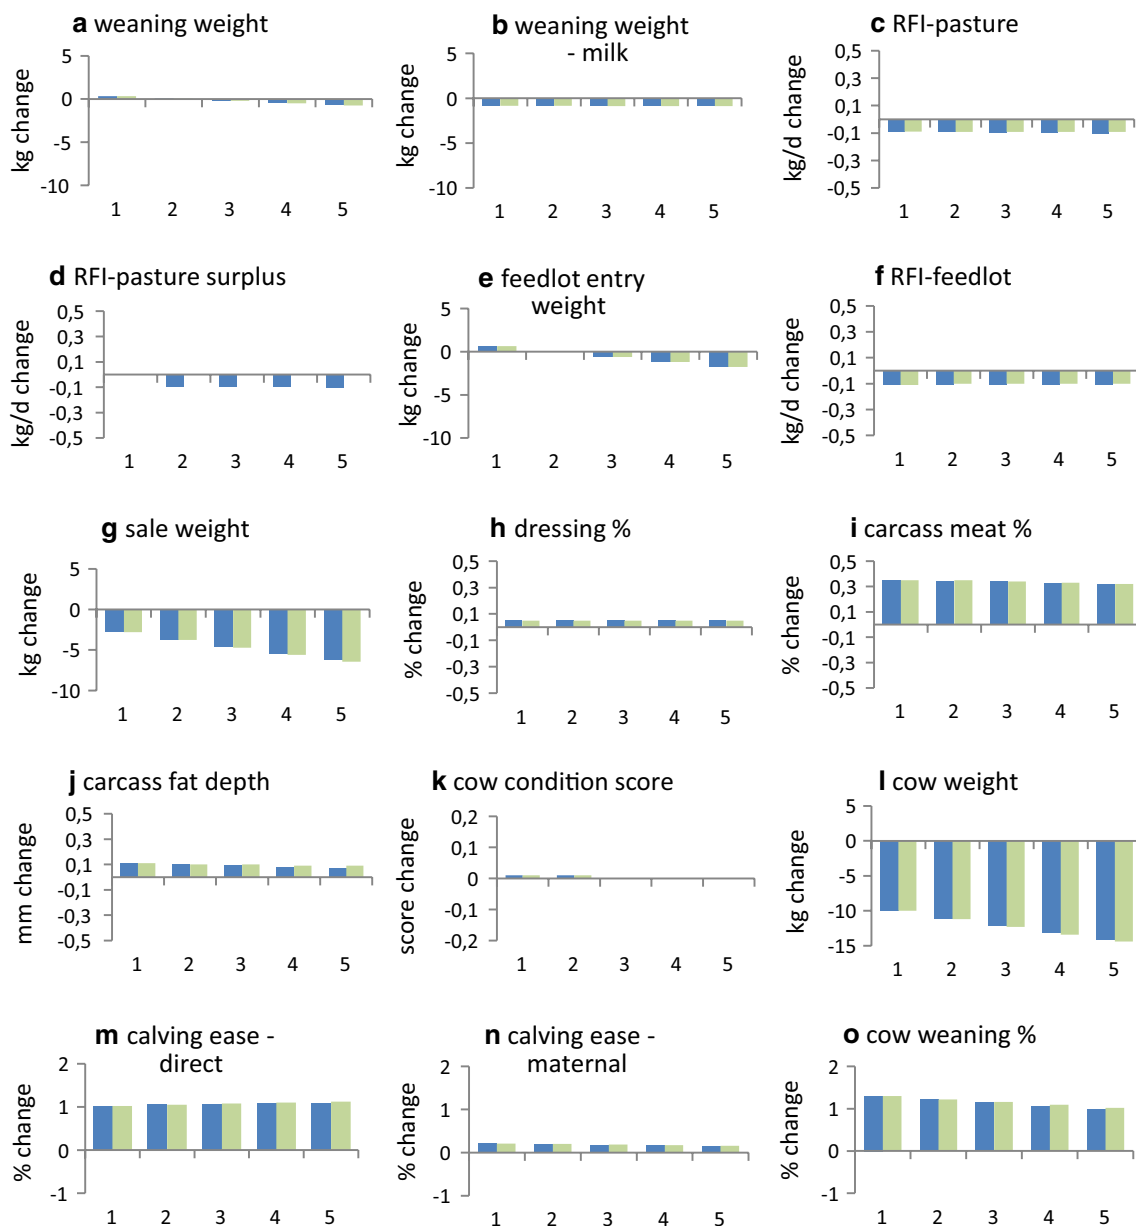 a weaning weight
kg change
5
0
-5
-10
1 2 3 4 5
b weaning weight
- milk
kg change
5
0
-5
-10
1 2 3 4 5
c RFI-pasture
kg/d change
0,5
0,3
0,1
-0,1
-0,3
-0,5
1 2 3 4 5
d RFI-pasture surplus
kg/d change
0,5
0,3
0,1
-0,1
-0,3
-0,5
1 2 3 4 5
e feedlot entry
weight
kg change
5
0
-5
-10
1 2 3 4 5
f RFI-feedlot
kg/d change
0,5
0,3
0,1
-0,1
-0,3
-0,5
1 2 3 4 5
g sale weight
kg change
5
0
-5
-10
1 2 3 4 5
h dressing %
% change
0,5
0,3
0,1
-0,1
-0,3
-0,5
1 2 3 4 5
i carcass meat %
% change
0,5
0,3
0,1
-0,1
-0,3
-0,5
1 2 3 4 5
j carcass fat depth
mm change
0,5
0,3
0,1
-0,1
-0,3
-0,5
1 2 3 4 5
k cow condition score
score change
0,2
0,1
0
-0,1
-0,2
1 2 3 4 5
l cow weight
kg change
5
0
-5
-10
-15
1 2 3 4 5
m calving ease -
direct
% change
2
1
0
-1
1 2 3 4 5
n calving ease -
maternal
% change
2
1
0
-1
1 2 3 4 5
o cow weaning %
% change
2
1
0
-1
1 2 3 4 5